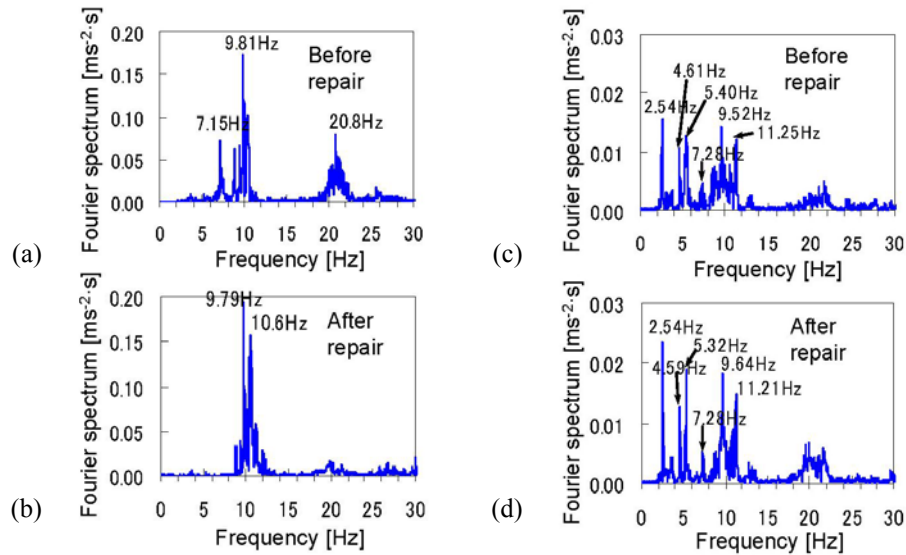 (a)
Fourier spectrum [ms⁻²·s]
0.20
0.15
0.10
0.05
0.00
9.81Hz
Before
repair
7.15Hz
20.8Hz
0 5 10 15 20 25 30
Frequency [Hz]
(b)
Fourier spectrum [ms⁻²·s]
0.20
0.15
0.10
0.05
0.00
9.79Hz
After
repair
10.6Hz
0 5 10 15 20 25 30
Frequency [Hz]
(c)
Fourier spectrum [ms⁻²·s]
0.03
0.02
0.01
0.00
Before
repair
4.61Hz
5.40Hz
2.54Hz
9.52Hz
11.25Hz
7.28Hz
0 5 10 15 20 25 30
Frequency [Hz]
(d)
Fourier spectrum [ms⁻²·s]
0.03
0.02
0.01
0.00
After
repair
2.54Hz
5.32Hz
4.59Hz
9.64Hz
11.21Hz
7.28Hz
0 5 10 15 20 25 30
Frequency [Hz]